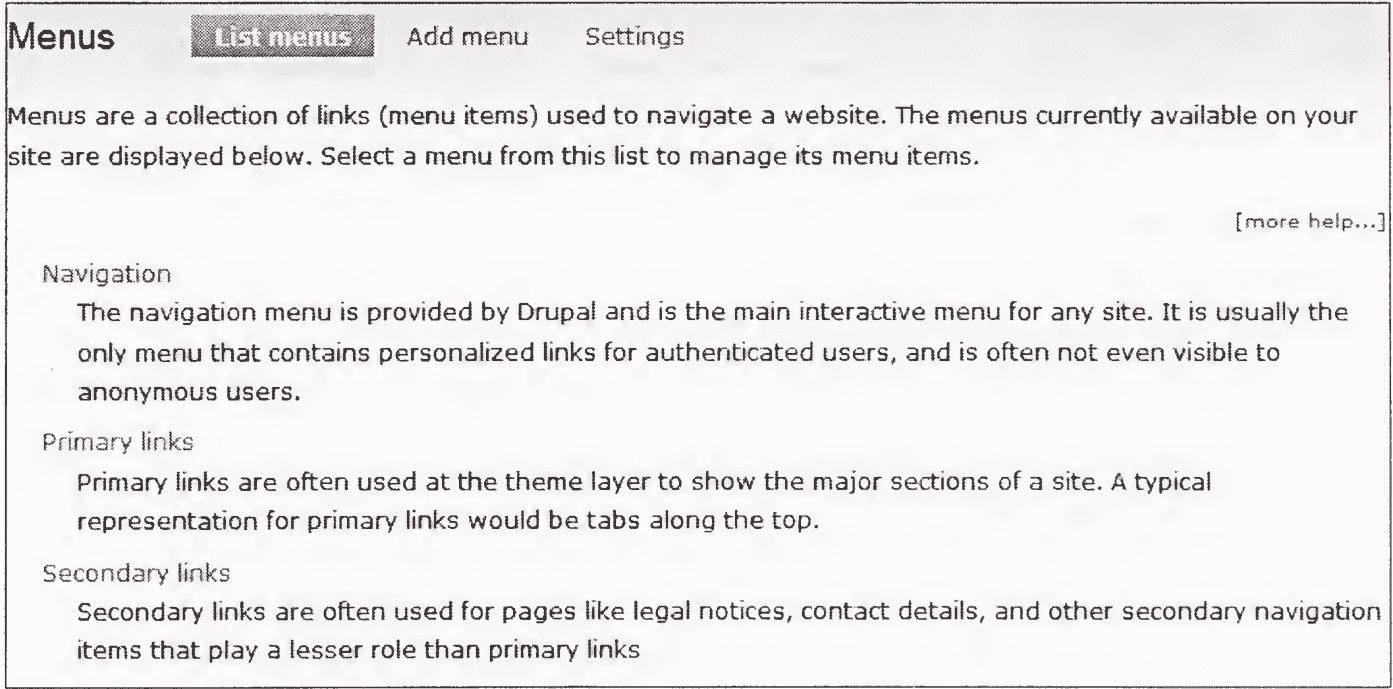 Menus List menus Add menu Settings
Menus are a collection of links (menu items) used to navigate a website. The menus currently available on your
site are displayed below. Select a menu from this list to manage its menu items.
[more help...]
Navigation
The navigation menu is provided by Drupal and is the main interactive menu for any site. It is usually the
only menu that contains personalized links for authenticated users, and is often not even visible to
anonymous users.
Primary links
Primary links are often used at the theme layer to show the major sections of a site. A typical
representation for primary links would be tabs along the top.
Secondary links
Secondary links are often used for pages like legal notices, contact details, and other secondary navigation
items that play a lesser role than primary links